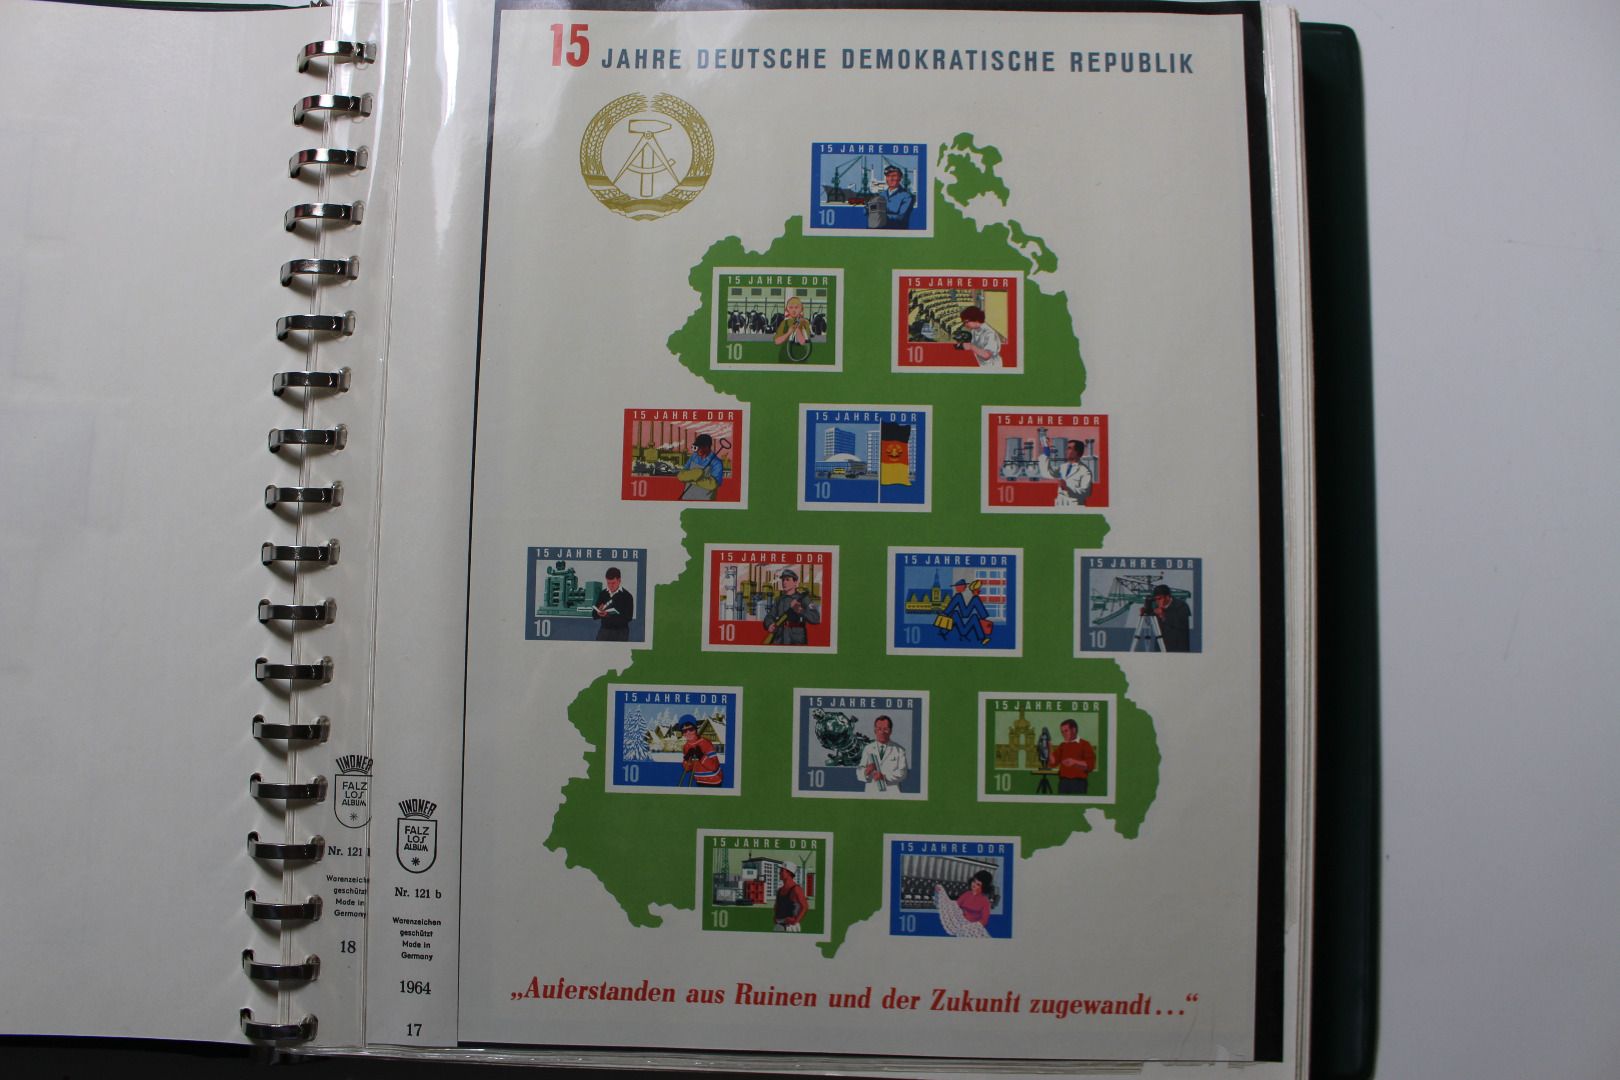 15 JAHRE DEUTSCHE DEMOKRATISCHE REPUBLIK
15 JAHRE DDR
10
15 JAHRE DDR
10
15 JAHRE DDR
10
15 JAHRE DDR
10
15 JAHRE DDR
10
15 JAHRE DDR
10
15 JAHRE DDR
10
15 JAHRE DDR
10
15 JAHRE DDR
10
15 JAHRE DDR
10
15 JAHRE DDR
10
15 JAHRE DDR
10
15 JAHRE DDR
10
15 JAHRE DDR
10
15 JAHRE DDR
10
„Auferstanden aus Ruinen und der Zukunft zugewandt..."
LINDNER
FALZ
LOS
ALBUM
Nr. 121
Warenzeichen
geschützt
Made in
Germany
18
LINDNER
FALZ
LOS
ALBUM
Nr. 121 b
Warenzeichen
geschützt
Made in
Germany
1964
17